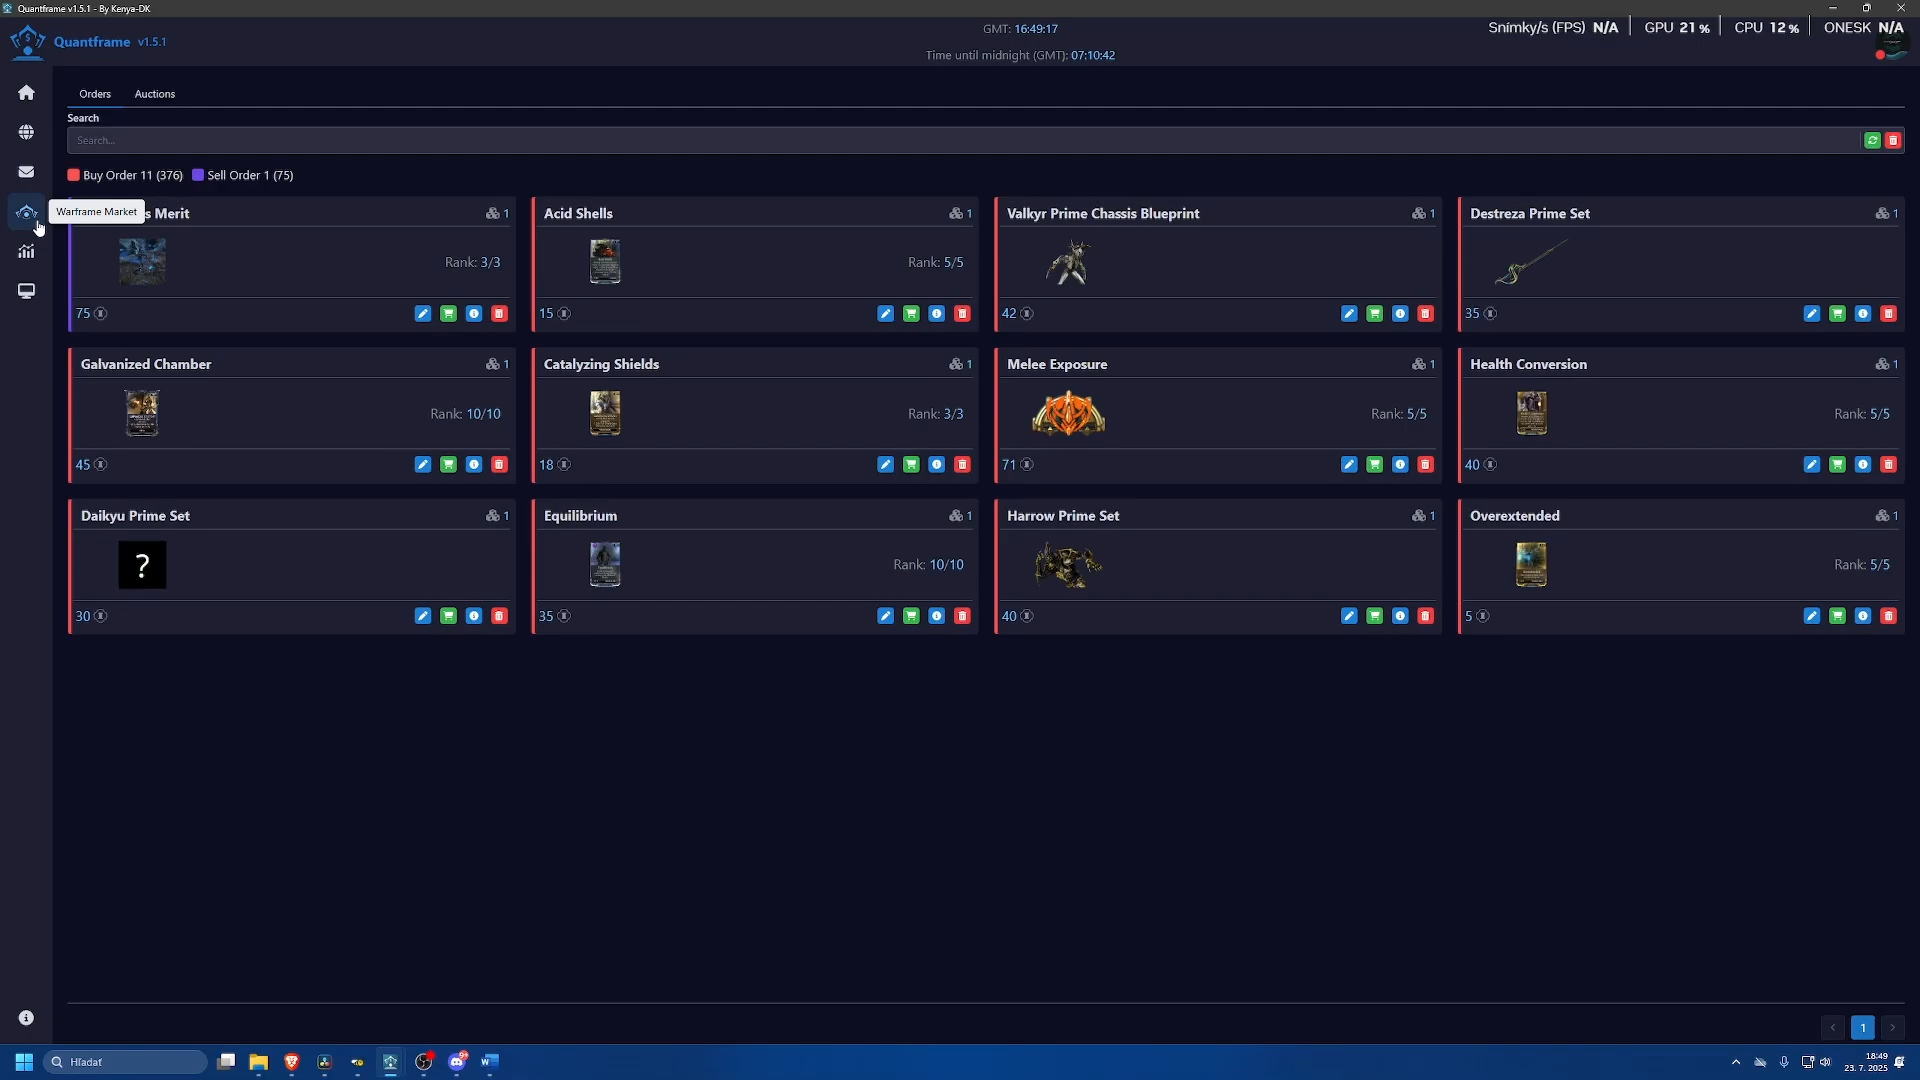 Quantframe v1.5.1 - By Kenya-DK
Quantframe v1.5.1
GMT: 16:49:17
Time until midnight (GMT): 07:10:42
Snímky/s (FPS) N/A GPU 21 % CPU 12 % ONESK N/A
Orders Auctions
Search
Search...
Buy Order 11 (376) Sell Order 1 (75)
Warframe Market
s Merit 1
Rank: 3/3
75
Acid Shells 1
Rank: 5/5
15
Valkyr Prime Chassis Blueprint 1
42
Destreza Prime Set 1
35
Galvanized Chamber 1
Rank: 10/10
45
Catalyzing Shields 1
Rank: 3/3
18
Melee Exposure 1
Rank: 5/5
71
Health Conversion 1
Rank: 5/5
40
Daikyu Prime Set 1
?
30
Equilibrium 1
Rank: 10/10
35
Harrow Prime Set 1
40
Overextended 1
Rank: 5/5
5
1
Hľadať
18:49
23. 7. 2025